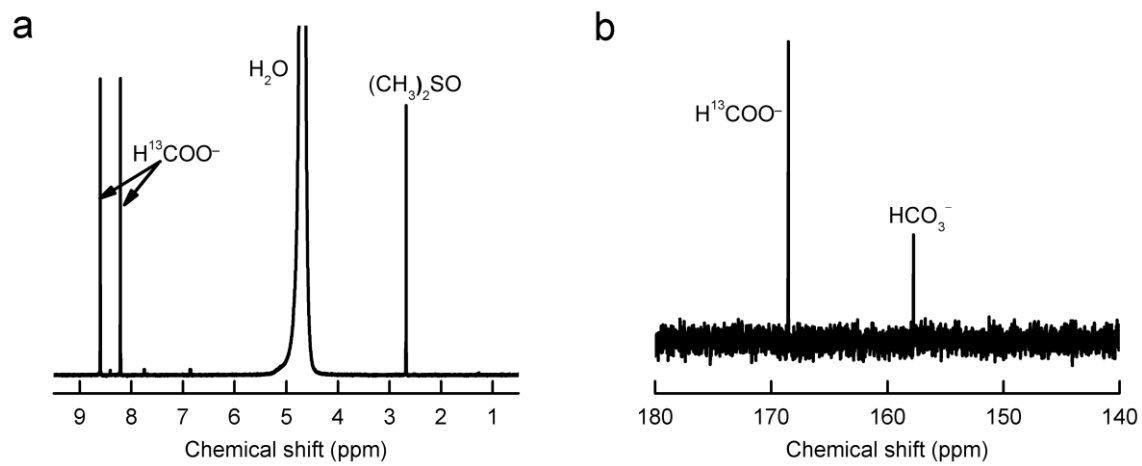 a
H₂O
(CH₃)₂SO
H¹³COO⁻
9 8 7 6 5 4 3 2 1
Chemical shift (ppm)
b
H¹³COO⁻
HCO₃⁻
180 170 160 150 140
Chemical shift (ppm)